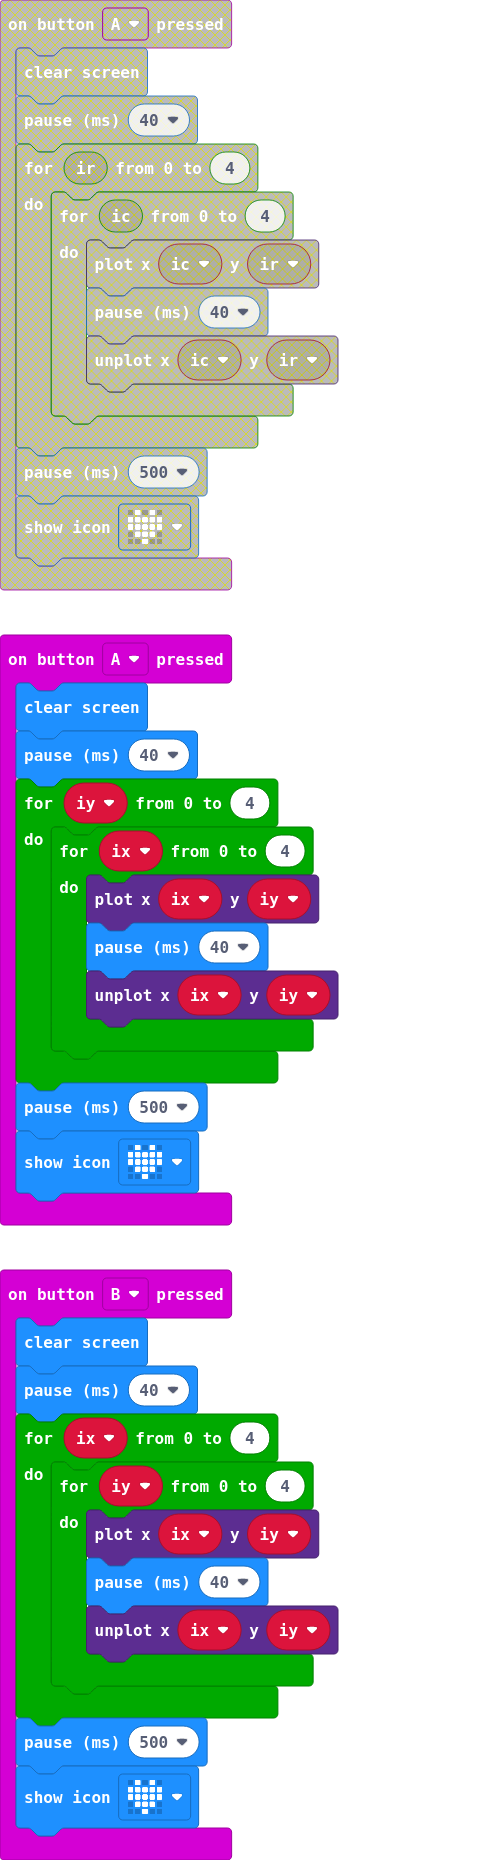 on button A pressed
clear screen
pause (ms) 40
for ir from 0 to 4
do
for ic from 0 to 4
do
plot x ic y ir
pause (ms) 40
unplot x ic y ir
pause (ms) 500
show icon
on button A pressed
clear screen
pause (ms) 40
for iy from 0 to 4
do
for ix from 0 to 4
do
plot x ix y iy
pause (ms) 40
unplot x ix y iy
pause (ms) 500
show icon
on button B pressed
clear screen
pause (ms) 40
for ix from 0 to 4
do
for iy from 0 to 4
do
plot x ix y iy
pause (ms) 40
unplot x ix y iy
pause (ms) 500
show icon